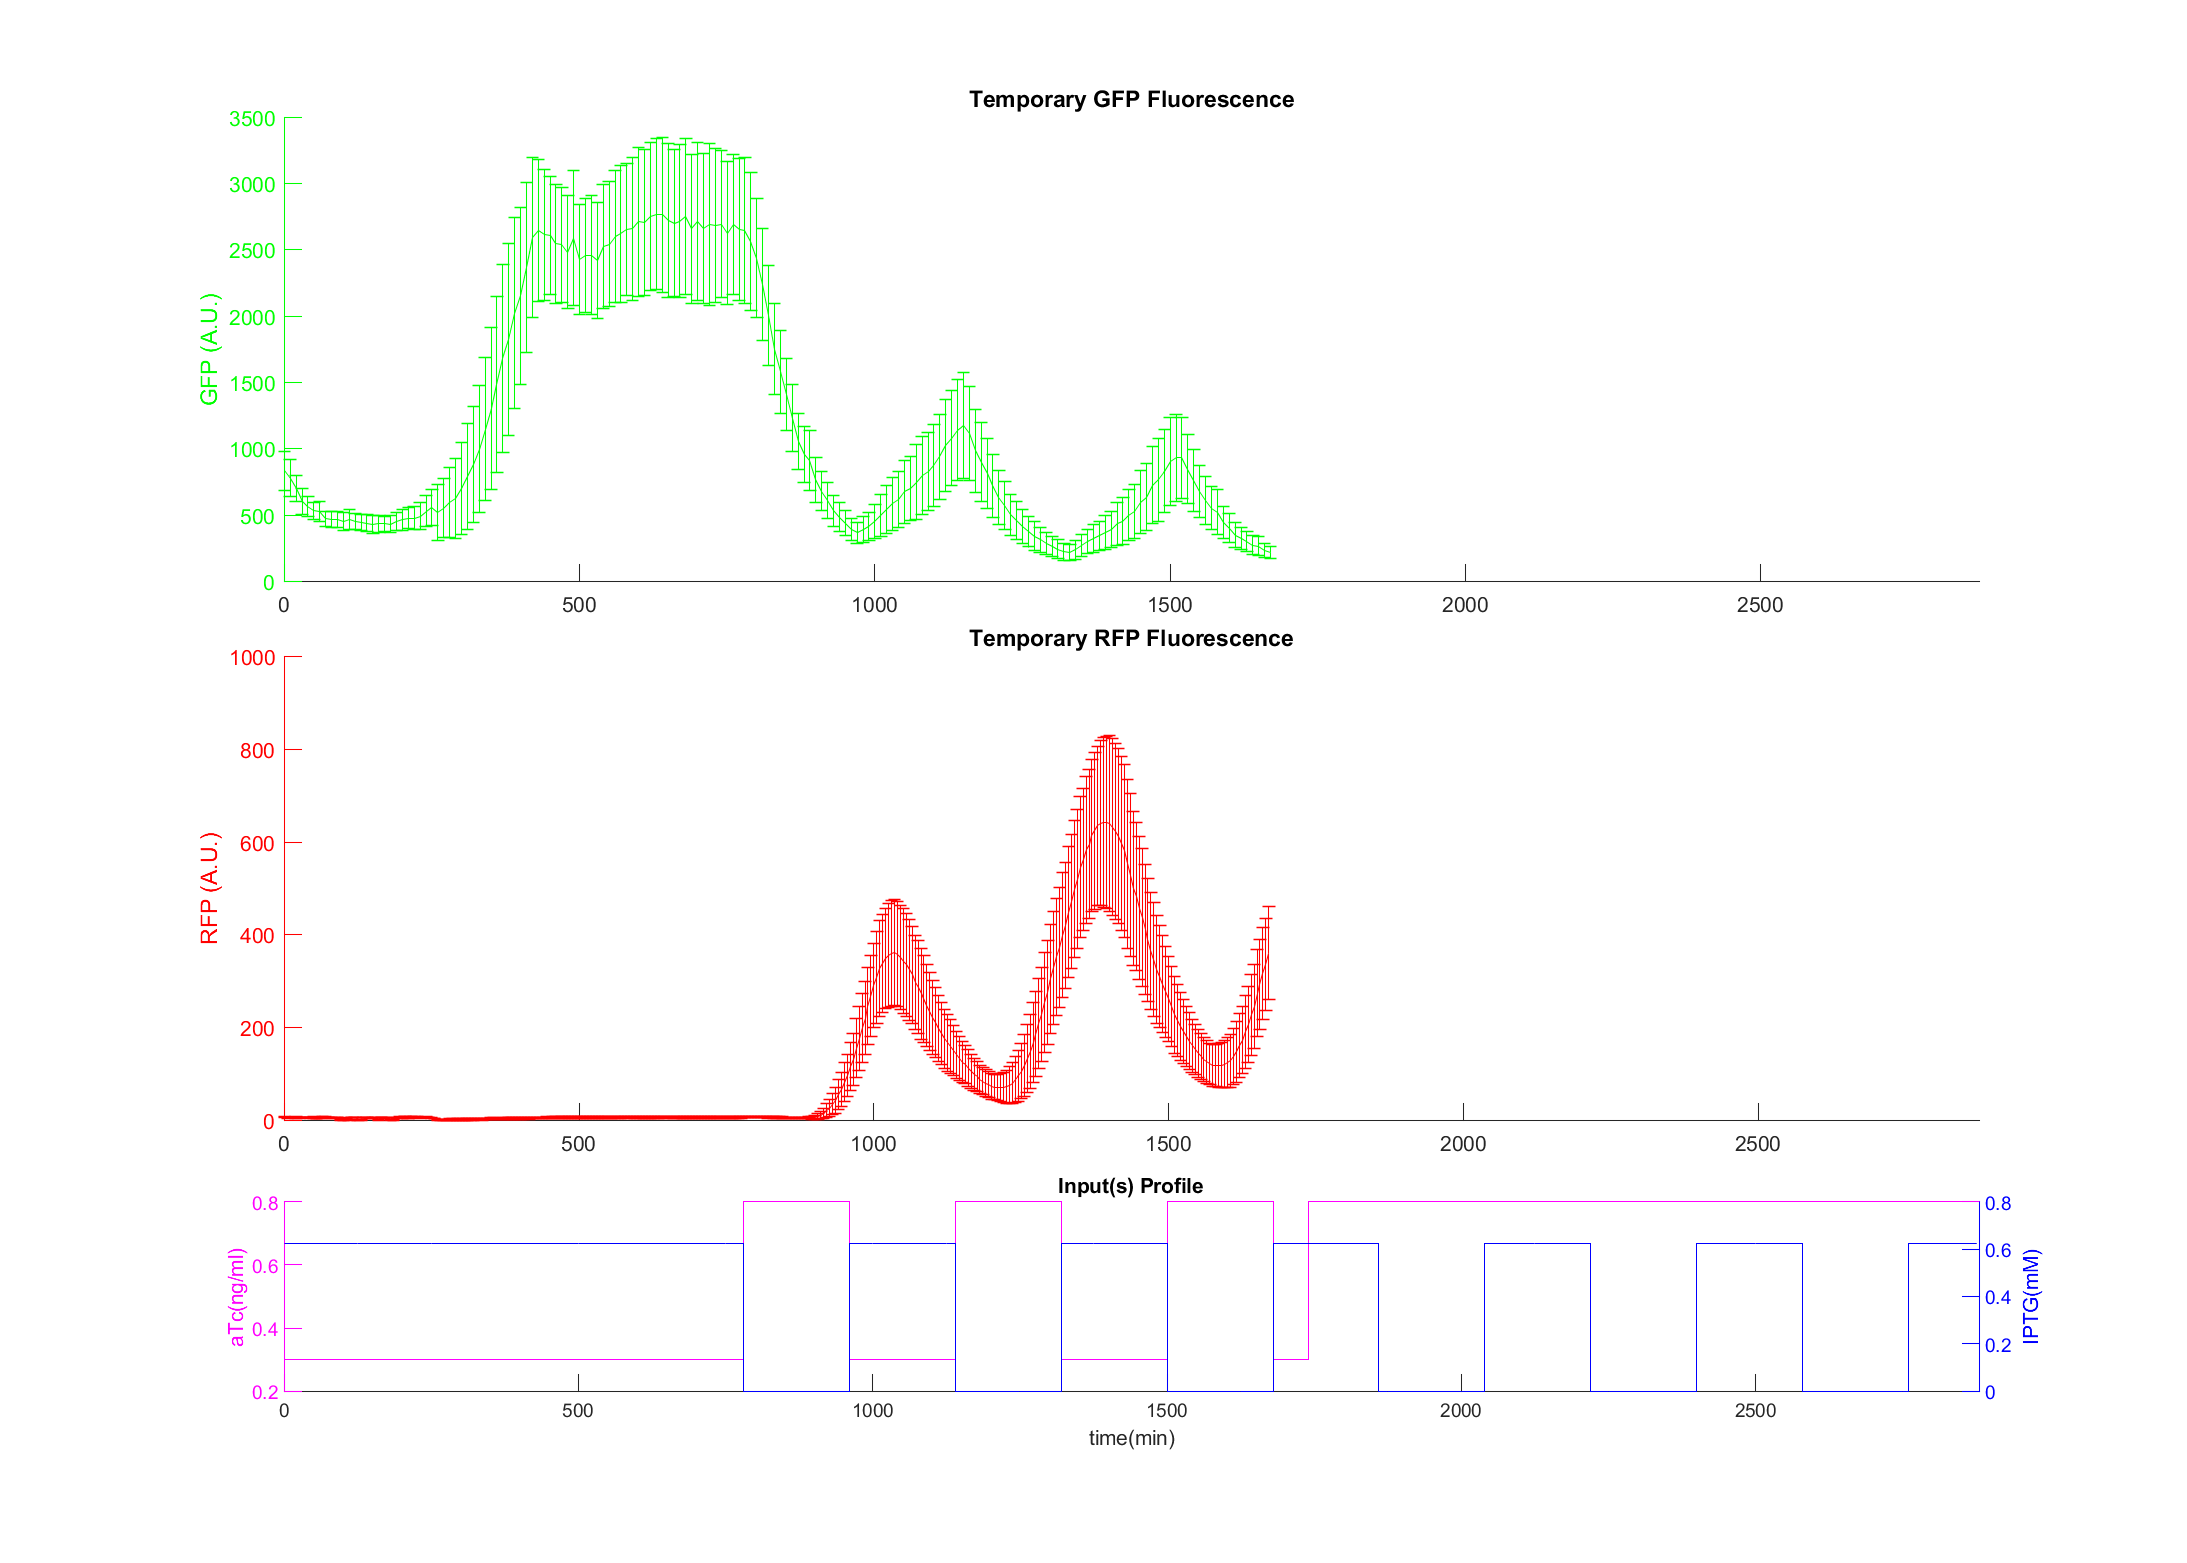 Temporary GFP Fluorescence
3500
3000
2500
2000
1500
1000
500
0
GFP (A.U.)
0 500 1000 1500 2000 2500
Temporary RFP Fluorescence
1000
800
600
400
200
0
RFP (A.U.)
0 500 1000 1500 2000 2500
Input(s) Profile
0.8
0.6
0.4
0.2
aTc(ng/ml)
0.8
0.6
0.4
0.2
0
IPTG(mM)
0 500 1000 1500 2000 2500
time(min)